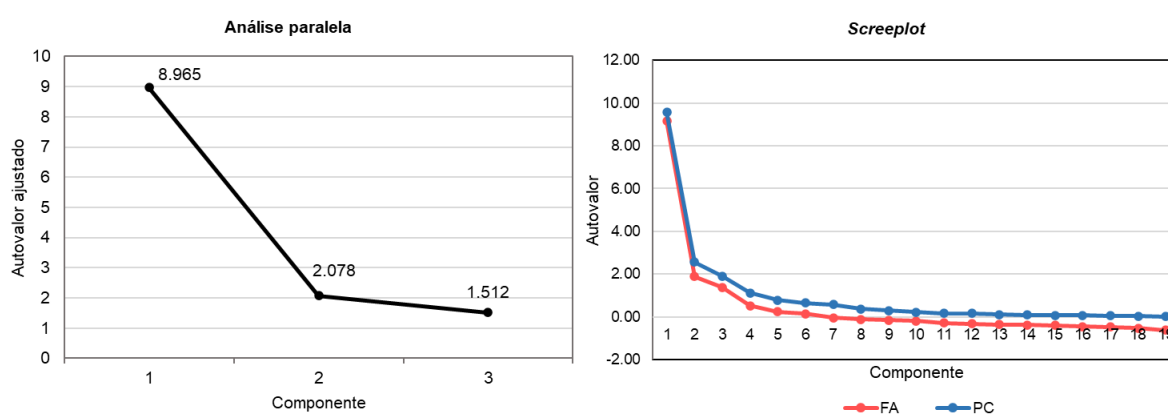 Análise paralela
Autovalor ajustado
10
9
8
7
6
5
4
3
2
1
0
8.965
2.078
1.512
1 2 3
Componente
Screeplot
Autovalor
12.00
10.00
8.00
6.00
4.00
2.00
0.00
-2.00
1 2 3 4 5 6 7 8 9 10 11 12 13 14 15 16 17 18 19
Componente
FA PC